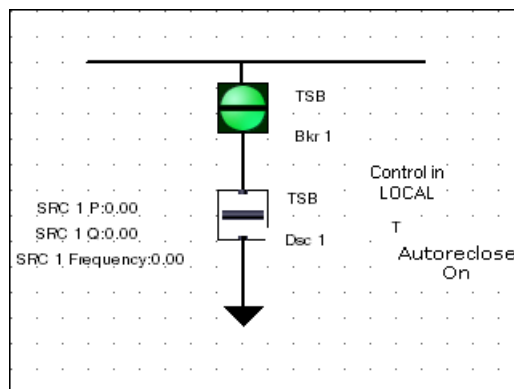 TSB
Bkr 1
Control in
LOCAL
TSB
SRC 1 P:0.00
T
SRC 1 Q:0.00
Dsc 1
Autoreclose
On
SRC 1 Frequency:0.00